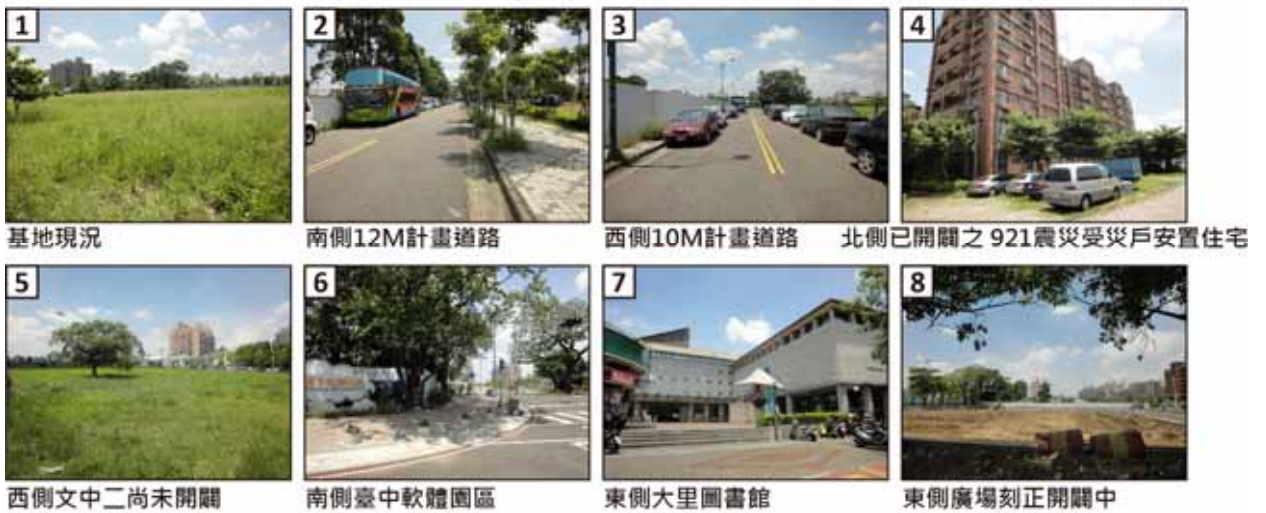 1
2
3
4
基地現況
南側12M計畫道路
西側10M計畫道路
北側已開闢之 921震災受災戶安置住宅
5
6
7
8
西側文中二尚未開闢
南側臺中軟體園區
東側大里圖書館
東側廣場刻正開闢中